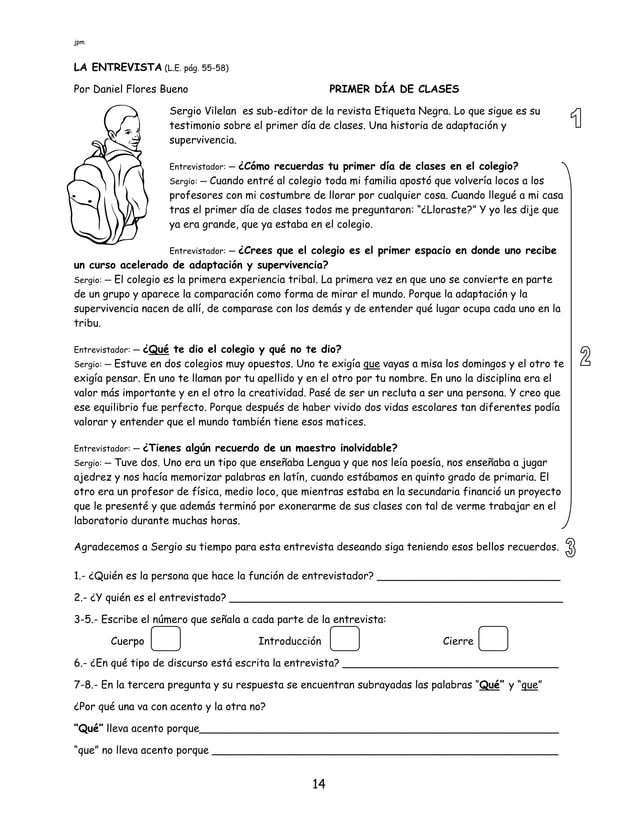 jpm
LA ENTREVISTA (L.E. pág. 55-58)
Por Daniel Flores Bueno PRIMER DÍA DE CLASES
Sergio Vilelan es sub-editor de la revista Etiqueta Negra. Lo que sigue es su
testimonio sobre el primer día de clases. Una historia de adaptación y
supervivencia.
1
Entrevistador: — ¿Cómo recuerdas tu primer día de clases en el colegio?
Sergio: — Cuando entré al colegio toda mi familia apostó que volvería locos a los
profesores con mi costumbre de llorar por cualquier cosa. Cuando llegué a mi casa
tras el primer día de clases todos me preguntaron: "¿Lloraste?" Y yo les dije que
ya era grande, que ya estaba en el colegio.
Entrevistador: — ¿Crees que el colegio es el primer espacio en donde uno recibe
un curso acelerado de adaptación y supervivencia?
Sergio: — El colegio es la primera experiencia tribal. La primera vez en que uno se convierte en parte
de un grupo y aparece la comparación como forma de mirar el mundo. Porque la adaptación y la
supervivencia nacen de allí, de comparase con los demás y de entender qué lugar ocupa cada uno en la
tribu.
Entrevistador: — ¿Qué te dio el colegio y qué no te dio?
Sergio: — Estuve en dos colegios muy opuestos. Uno te exigía que vayas a misa los domingos y el otro te
exigía pensar. En uno te llaman por tu apellido y en el otro por tu nombre. En uno la disciplina era el
valor más importante y en el otro la creatividad. Pasé de ser un recluta a ser una persona. Y creo que
ese equilibrio fue perfecto. Porque después de haber vivido dos vidas escolares tan diferentes podía
valorar y entender que el mundo también tiene esos matices.
2
Entrevistador: — ¿Tienes algún recuerdo de un maestro inolvidable?
Sergio: — Tuve dos. Uno era un tipo que enseñaba Lengua y que nos leía poesía, nos enseñaba a jugar
ajedrez y nos hacía memorizar palabras en latín, cuando estábamos en quinto grado de primaria. El
otro era un profesor de física, medio loco, que mientras estaba en la secundaria financió un proyecto
que le presenté y que además terminó por exonerarme de sus clases con tal de verme trabajar en el
laboratorio durante muchas horas.
Agradecemos a Sergio su tiempo para esta entrevista deseando siga teniendo esos bellos recuerdos.
3
1.- ¿Quién es la persona que hace la función de entrevistador? ____________________________
2.- ¿Y quién es el entrevistado? ___________________________________________________
3-5.- Escribe el número que señala a cada parte de la entrevista:
Cuerpo Introducción Cierre
6.- ¿En qué tipo de discurso está escrita la entrevista? _________________________________
7-8.- En la tercera pregunta y su respuesta se encuentran subrayadas las palabras "Qué" y "que"
¿Por qué una va con acento y la otra no?
"Qué" lleva acento porque_______________________________________________________
"que" no lleva acento porque _____________________________________________________
14